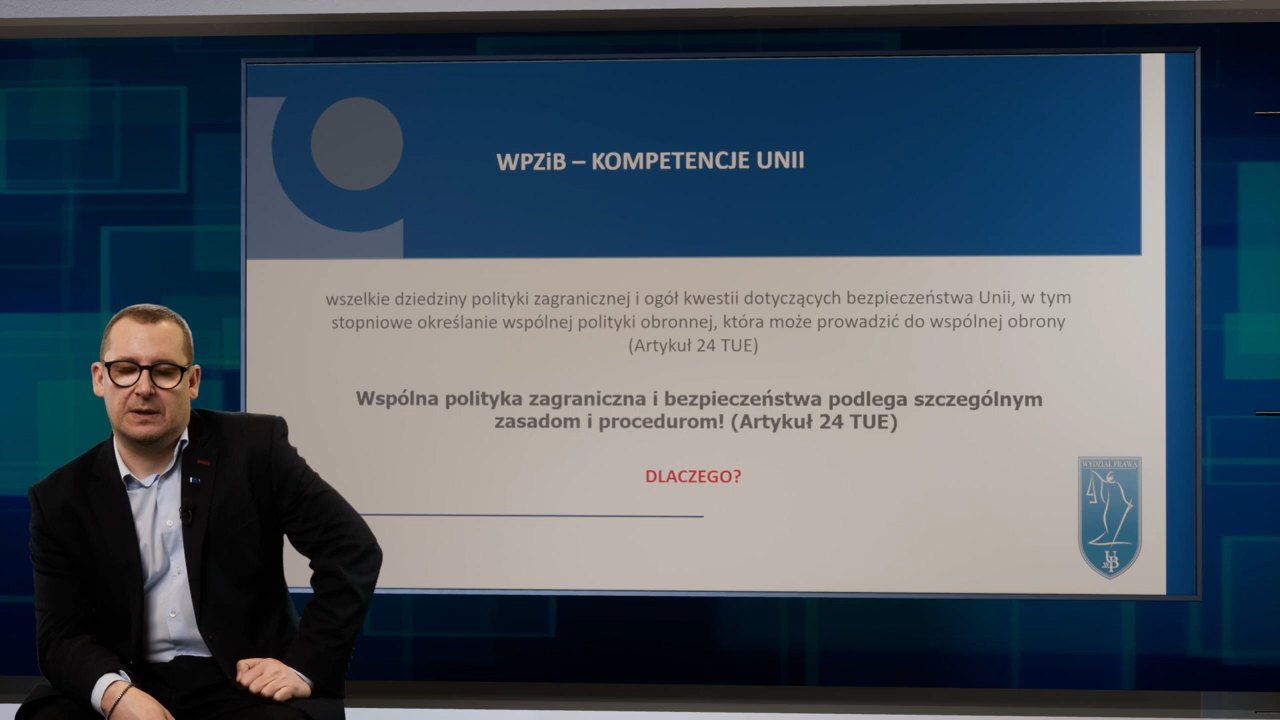 WPZiB – KOMPETENCJE UNII
wszelkie dziedziny polityki zagranicznej i ogół kwestii dotyczących bezpieczeństwa Unii, w tym
stopniowe określanie wspólnej polityki obronnej, która może prowadzić do wspólnej obrony
(Artykuł 24 TUE)
Wspólna polityka zagraniczna i bezpieczeństwa podlega szczególnym
zasadom i procedurom! (Artykuł 24 TUE)
DLACZEGO?
WYDZIAŁ PRAWA
UB